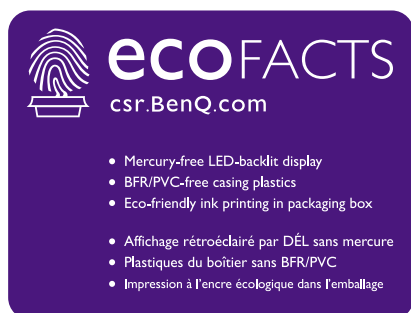 ecoFACTS
csr.BenQ.com
• Mercury-free LED-backlit display
• BFR/PVC-free casing plastics
• Eco-friendly ink printing in packaging box
• Affichage rétroéclairé par DÉL sans mercure
• Plastiques du boîtier sans BFR/PVC
• Impression à l'encre écologique dans l'emballage